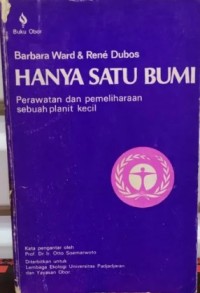 Buku Obor
Barbara Ward & René Dubos
HANYA SATU BUMI
Perawatan dan pemeliharaan
sebuah planit kecil
Kata pengantar oleh:
Prof. Dr Ir. Otto Soemarwoto
Diterbitkan untuk
Lembaga Ekologi Universitas Padjadjaran
dan Yayasan Obor